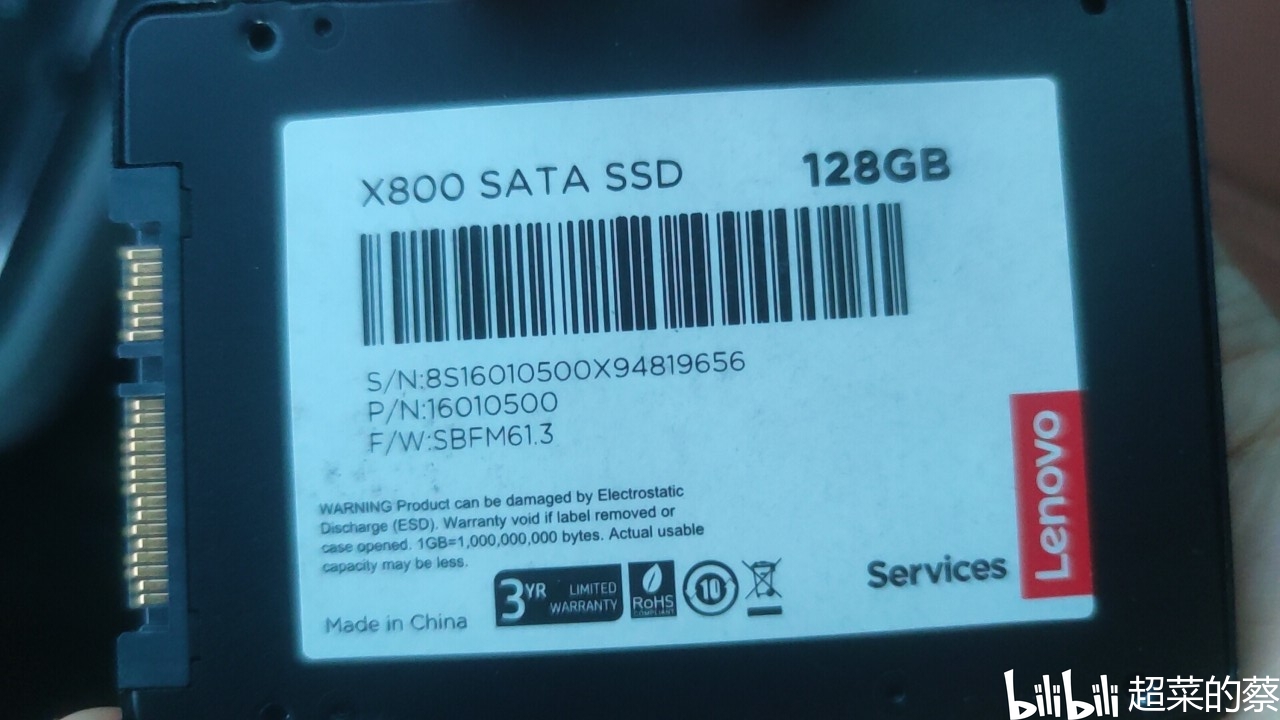 X800 SATA SSD
128GB
S/N:8S16010500X94819656
P/N:16010500
F/W:SBFM61.3
WARNING Product can be damaged by Electrostatic
Discharge (ESD). Warranty void if label removed or
case opened. 1GB=1,000,000,000 bytes. Actual usable
capacity may be less.
Made in China
3YR LIMITED WARRANTY
RoHS
COMPLIANT
10
Services
Lenovo
bilibili 超菜的蔡